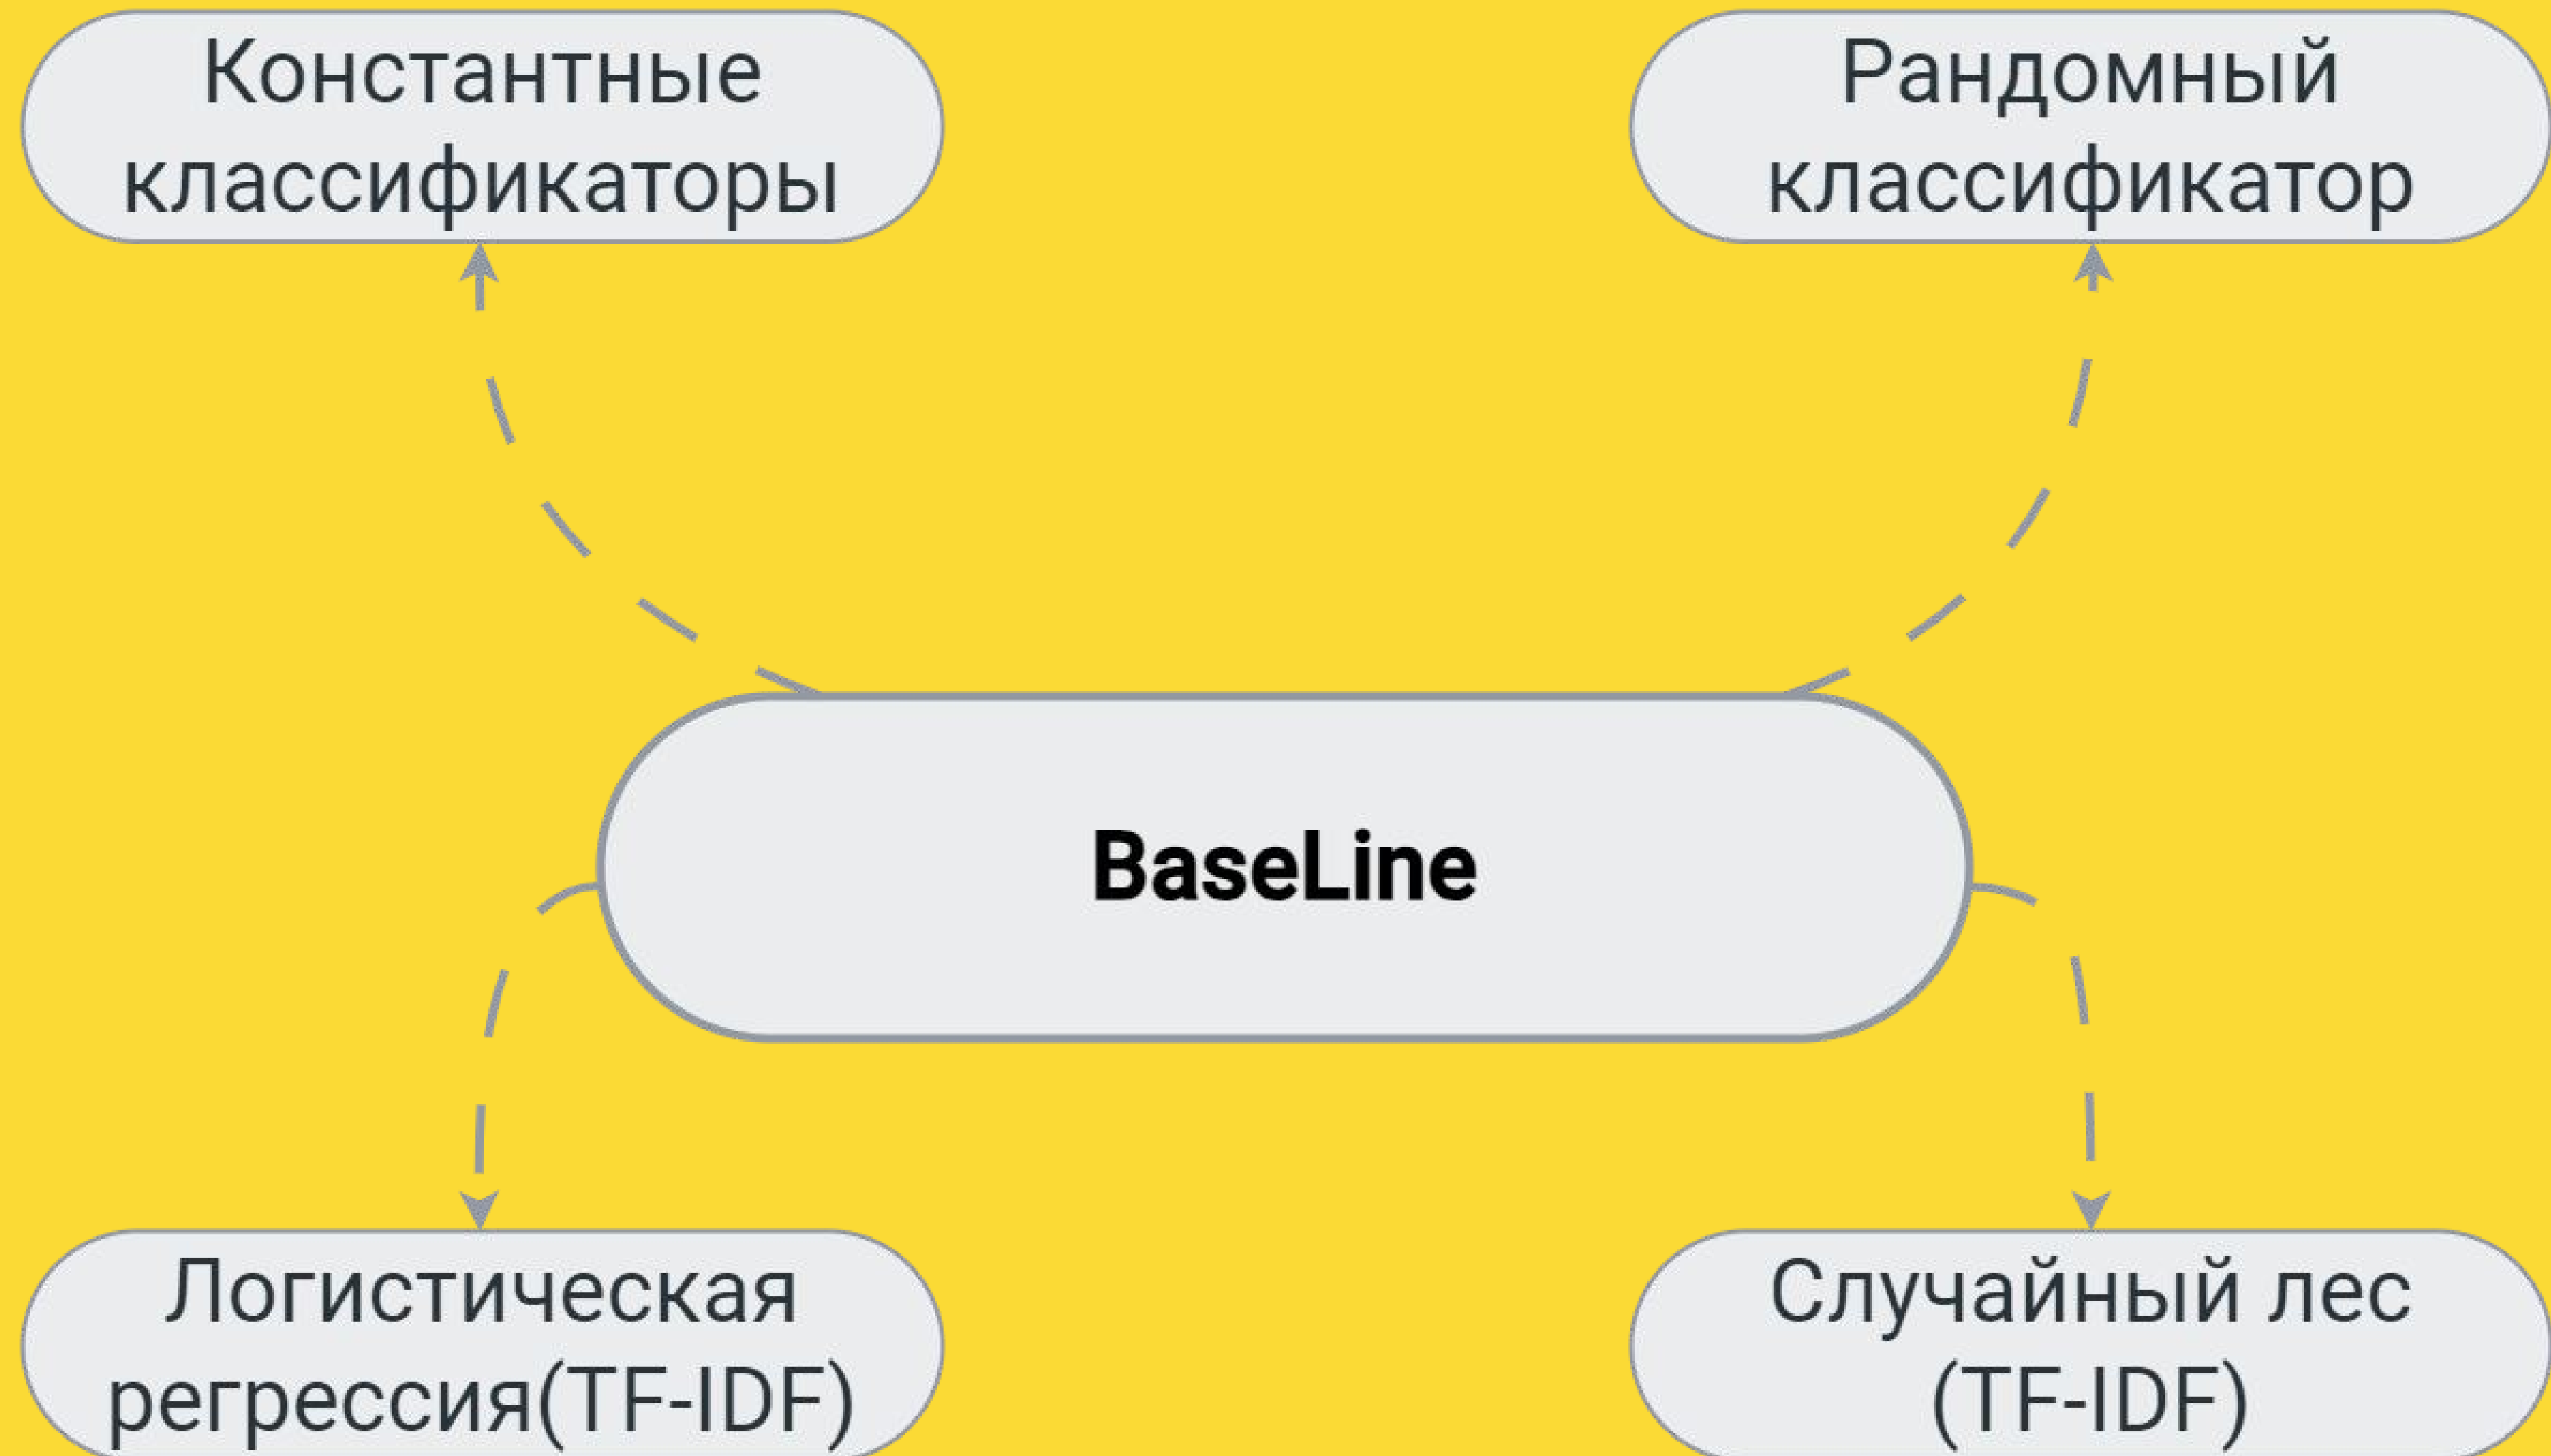 Константные
классификаторы
Рандомный
классификатор
BaseLine
Логистическая
регрессия(TF-IDF)
Случайный лес
(TF-IDF)